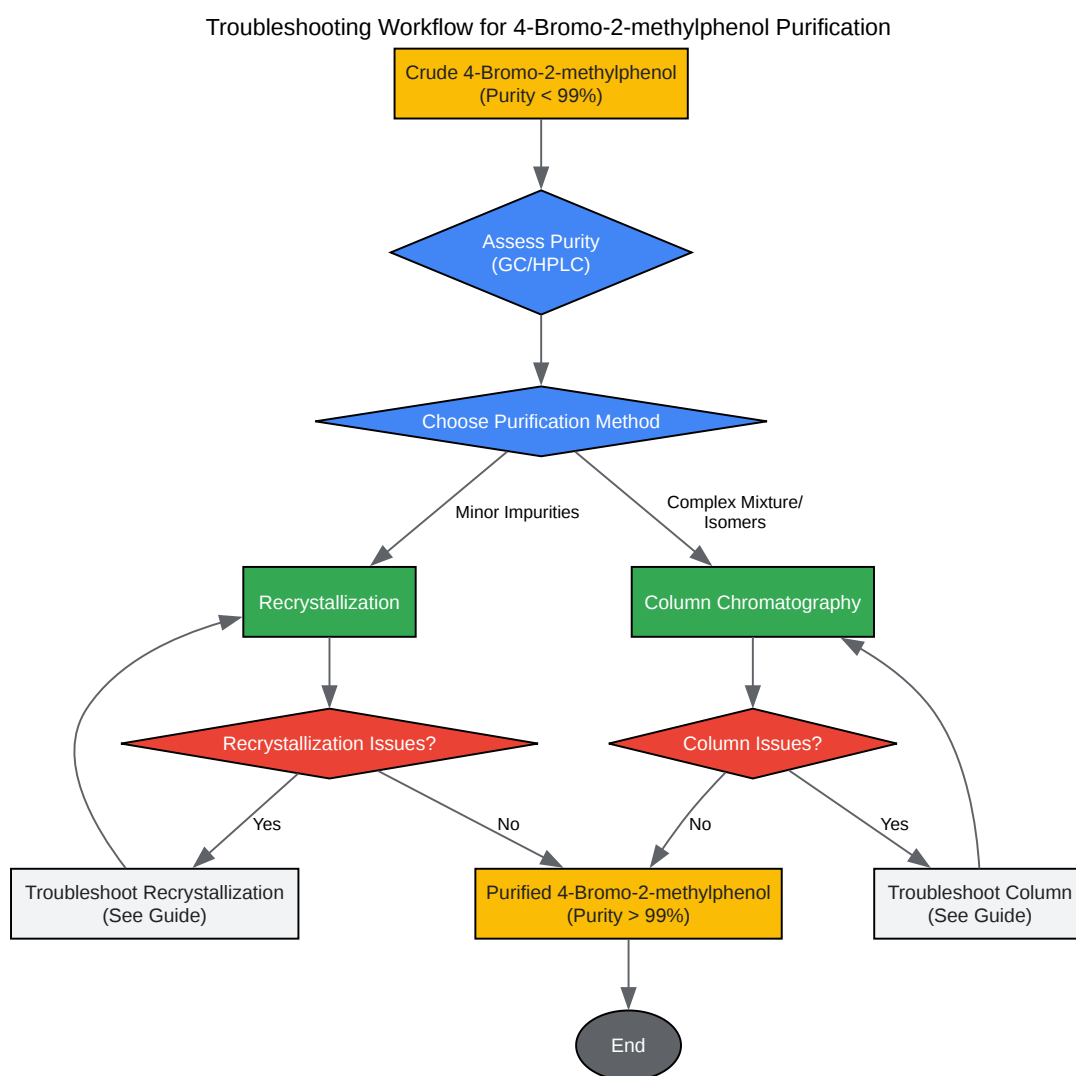 Troubleshooting Workflow for 4-Bromo-2-methylphenol Purification
Crude 4-Bromo-2-methylphenol
(Purity < 99%)
Assess Purity
(GC/HPLC)
Choose Purification Method
Minor Impurities
Complex Mixture/
Isomers
Recrystallization
Column Chromatography
Recrystallization Issues?
Column Issues?
Yes
No
No
Yes
Troubleshoot Recrystallization
(See Guide)
Purified 4-Bromo-2-methylphenol
(Purity > 99%)
Troubleshoot Column
(See Guide)
End